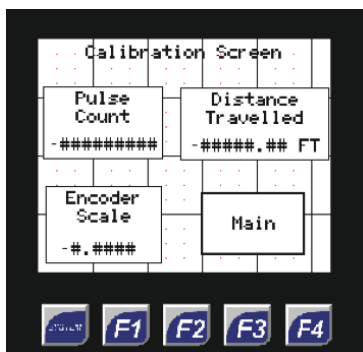 Calibration Screen
Pulse
Count
-#########
Distance
Travelled
-#####.## FT
Encoder
Scale
-#.####
Main
F1 F2 F3 F4